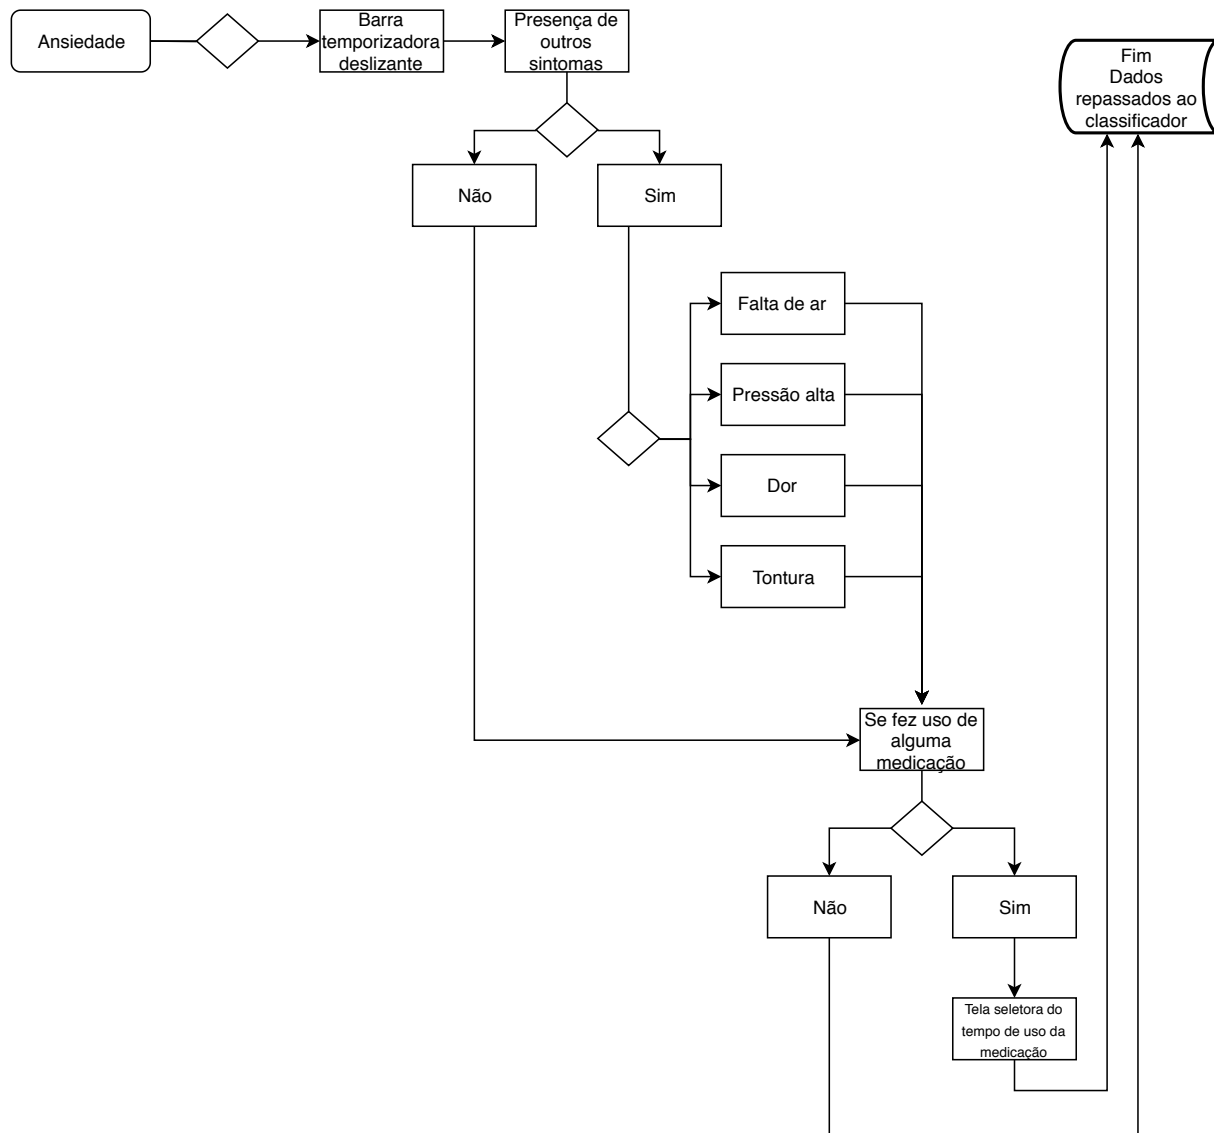 Ansiedade
Barra
temporizadora
deslizante
Presença de
outros
sintomas
Fim
Dados
repassados ao
classificador
Não
Sim
Falta de ar
Pressão alta
Dor
Tontura
Se fez uso de
alguma
medicação
Não
Sim
Tela seletora do
tempo de uso da
medicação